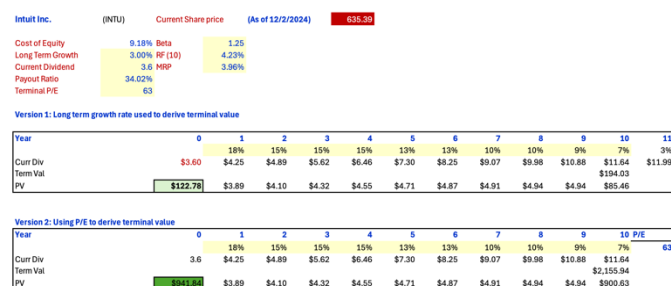 Intuit Inc. (INTU) Current Share price (As of 12/2/2024) 635.39
Cost of Equity 9.18% Beta 1.25
Long Term Growth 3.00% RF (10) 4.23%
Current Dividend 3.6 MRP 3.96%
Payout Ratio 34.02%
Terminal P/E 63
Version 1: Long term growth rate used to derive terminal value
Year 0 1 2 3 4 5 6 7 8 9 10 11
18% 15% 15% 15% 13% 13% 10% 10% 9% 7% 3%
Curr Div $3.60 $4.25 $4.89 $5.62 $6.46 $7.30 $8.25 $9.07 $9.98 $10.88 $11.64 $11.99
Term Val $194.03
PV $122.78 $3.89 $4.10 $4.32 $4.55 $4.71 $4.87 $4.91 $4.94 $4.94 $85.46
Version 2: Using P/E to derive terminal value
Year 0 1 2 3 4 5 6 7 8 9 10 P/E
18% 15% 15% 15% 13% 13% 10% 10% 9% 7% 63
Curr Div 3.6 $4.25 $4.89 $5.62 $6.46 $7.30 $8.25 $9.07 $9.98 $10.88 $11.64
Term Val $2,155.94
PV $941.84 $3.89 $4.10 $4.32 $4.55 $4.71 $4.87 $4.91 $4.94 $4.94 $900.63